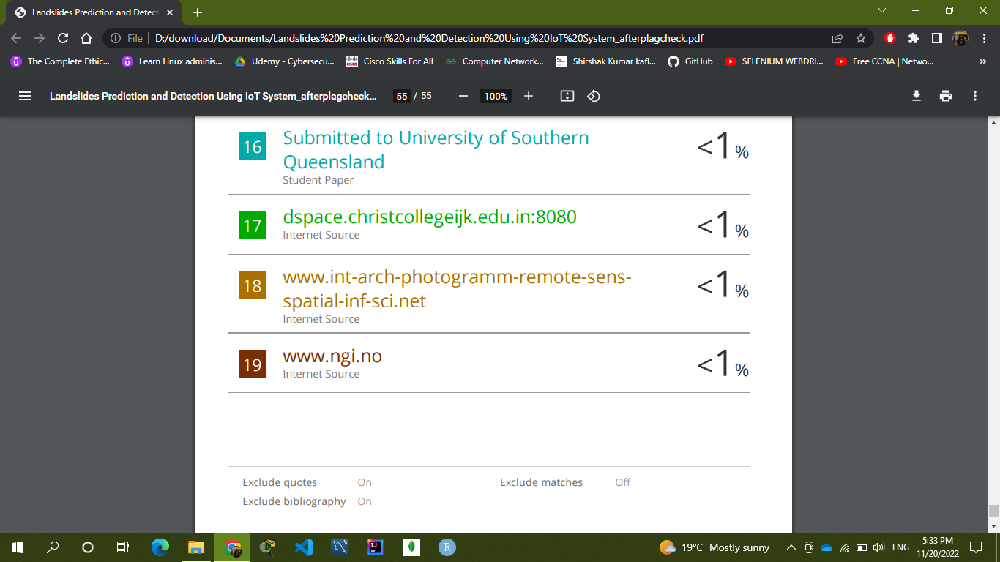 Landslides Prediction and Detect
File
D:/download/Documents/Landslides%20Prediction%20and%20Detection%20Using%20IoT%20System_afterplagcheck.pdf
The Complete Ethic...
Learn Linux adminis...
Udemy - Cybersecu...
CISCO
Cisco Skills For All
Computer Network...
Shirshak Kumar kafl...
GitHub
SELENIUM WEBDRI...
Free CCNA | Netwo...
»
Landslides Prediction and Detection Using IoT System_afterplagcheck...
55 / 55
100%
16
Submitted to University of Southern
Queensland
Student Paper
<1%
17
dspace.christcollegeijk.edu.in:8080
Internet Source
<1%
18
www.int-arch-photogramm-remote-sens-
spatial-inf-sci.net
Internet Source
<1%
19
www.ngi.no
Internet Source
<1%
Exclude quotes On
Exclude matches Off
Exclude bibliography On
19°C Mostly sunny
ENG
5:33 PM
11/20/2022